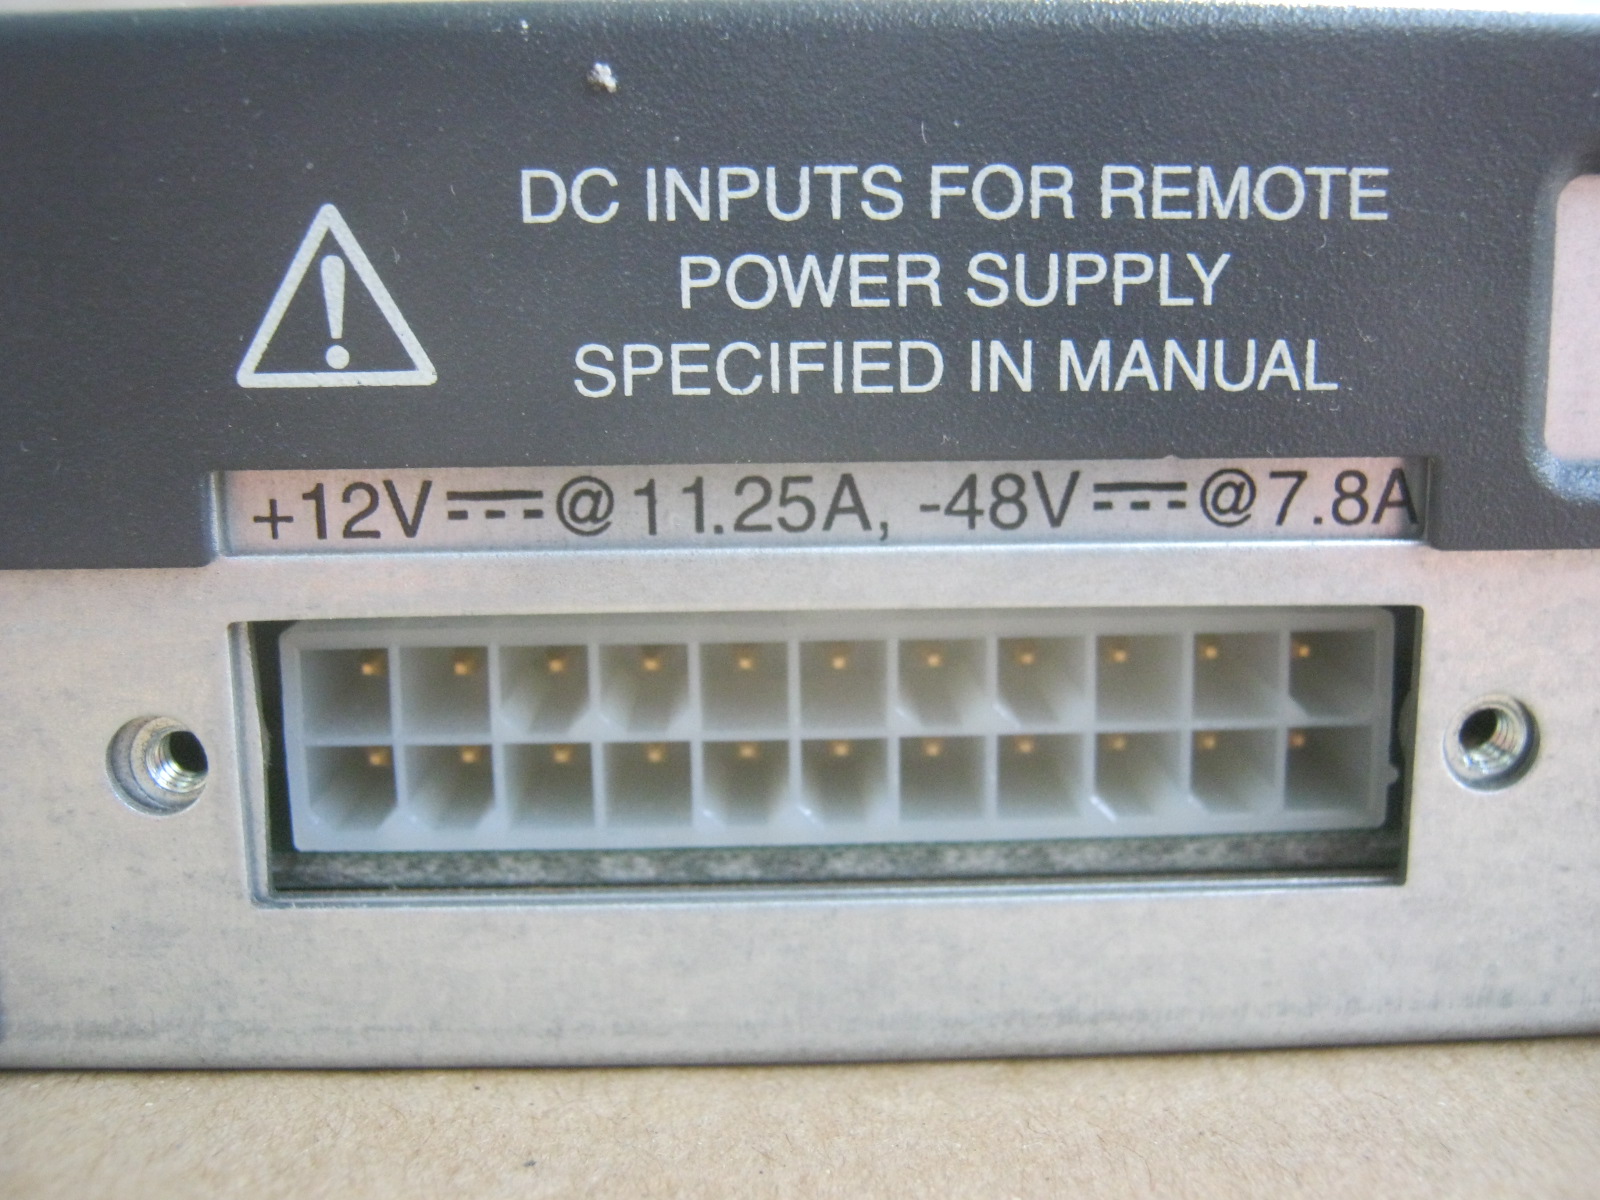 DC INPUTS FOR REMOTE
POWER SUPPLY
SPECIFIED IN MANUAL
+12V⎓@11.25A, -48V⎓@7.8A